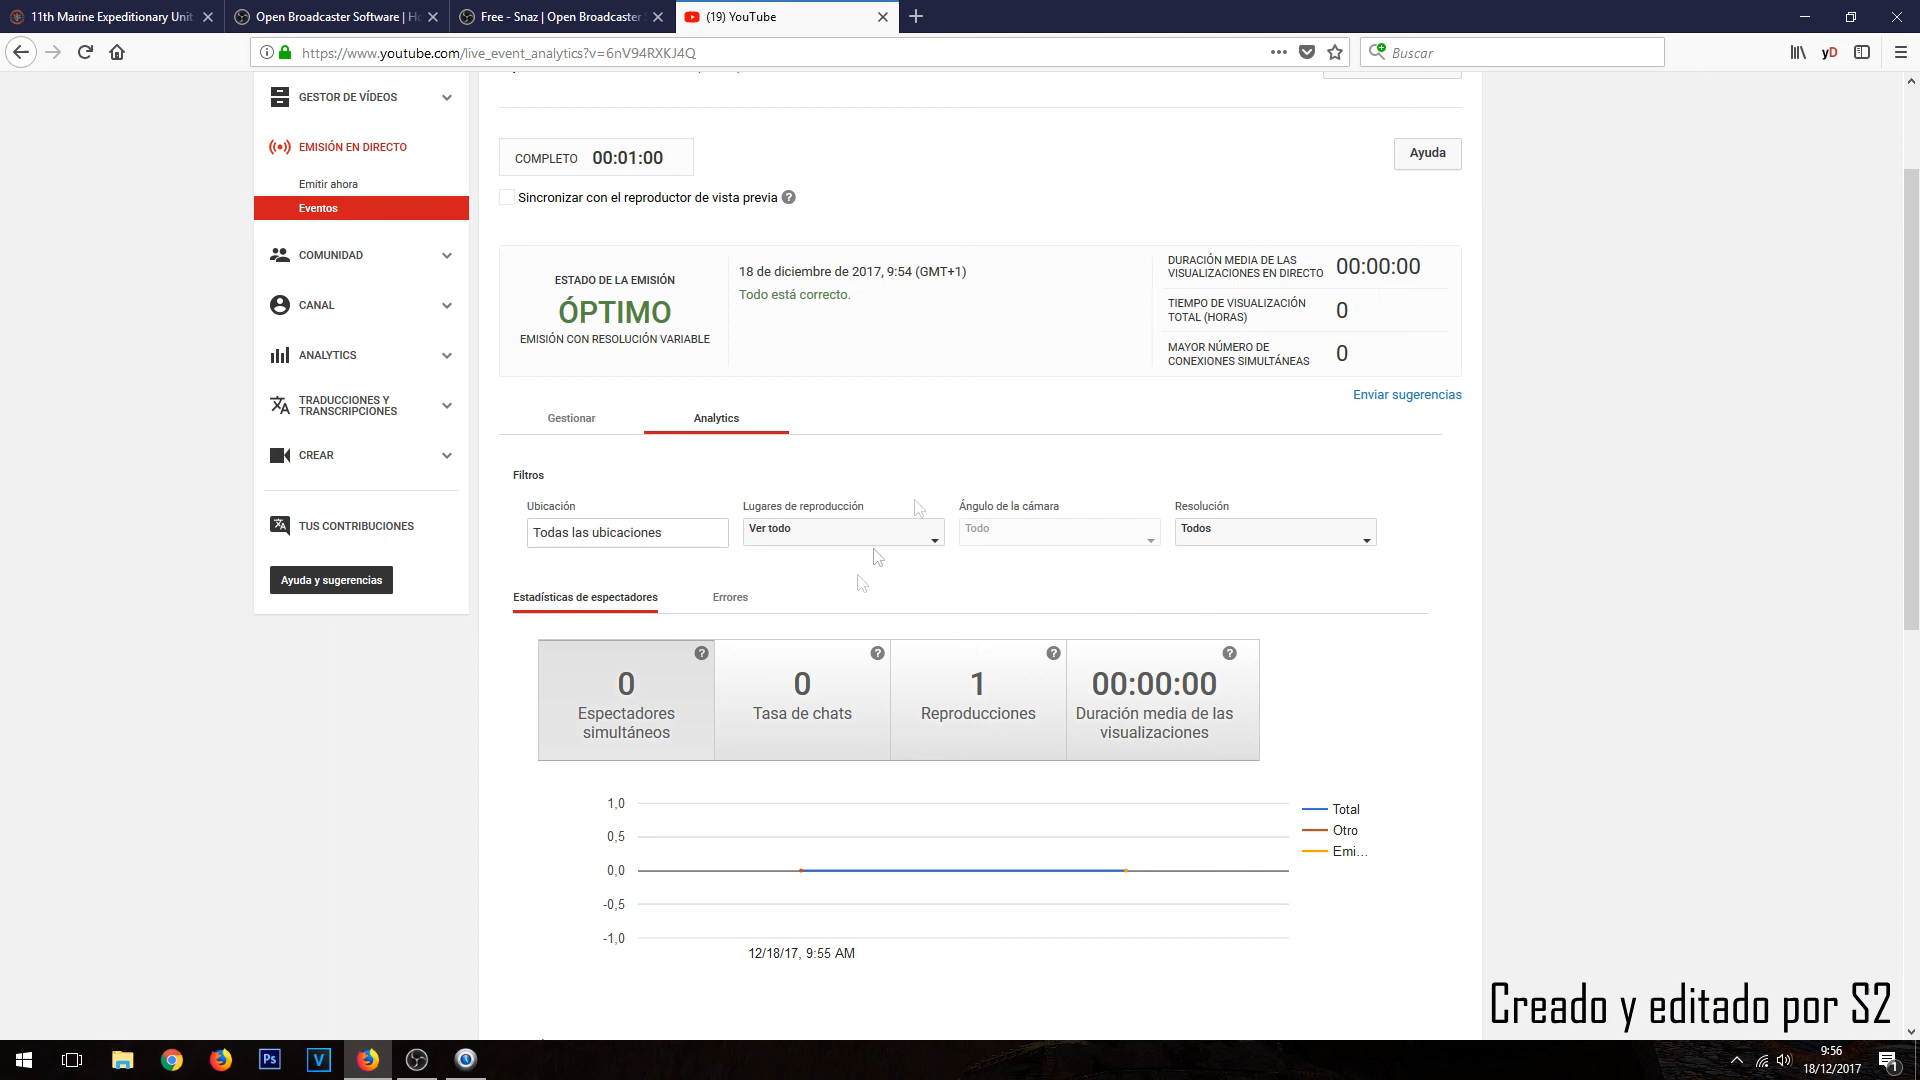 11th Marine Expeditionary Unit
Open Broadcaster Software | Ho
Free - Snaz | Open Broadcaster S
(19) YouTube
https://www.youtube.com/live_event_analytics?v=6nV94RXKJ4Q
Buscar
yD
GESTOR DE VÍDEOS
EMISIÓN EN DIRECTO
Emitir ahora
Eventos
COMUNIDAD
CANAL
ANALYTICS
TRADUCCIONES Y
TRANSCRIPCIONES
CREAR
TUS CONTRIBUCIONES
Ayuda y sugerencias
COMPLETO 00:01:00
Ayuda
Sincronizar con el reproductor de vista previa ?
ESTADO DE LA EMISIÓN
ÓPTIMO
EMISIÓN CON RESOLUCIÓN VARIABLE
18 de diciembre de 2017, 9:54 (GMT+1)
Todo está correcto.
DURACIÓN MEDIA DE LAS
VISUALIZACIONES EN DIRECTO 00:00:00
TIEMPO DE VISUALIZACIÓN
TOTAL (HORAS) 0
MAYOR NÚMERO DE
CONEXIONES SIMULTÁNEAS 0
Enviar sugerencias
Gestionar Analytics
Filtros
Ubicación Lugares de reproducción Ángulo de la cámara Resolución
Todas las ubicaciones Ver todo Todo Todos
Estadísticas de espectadores Errores
? ? ? ?
0 0 1 00:00:00
Espectadores Tasa de chats Reproducciones Duración media de las
simultáneos visualizaciones
1,0
0,5
0,0
-0,5
-1,0
12/18/17, 9:55 AM
Total
Otro
Emi...
Creado y editado por S2
Ps
V
9:56
18/12/2017
1